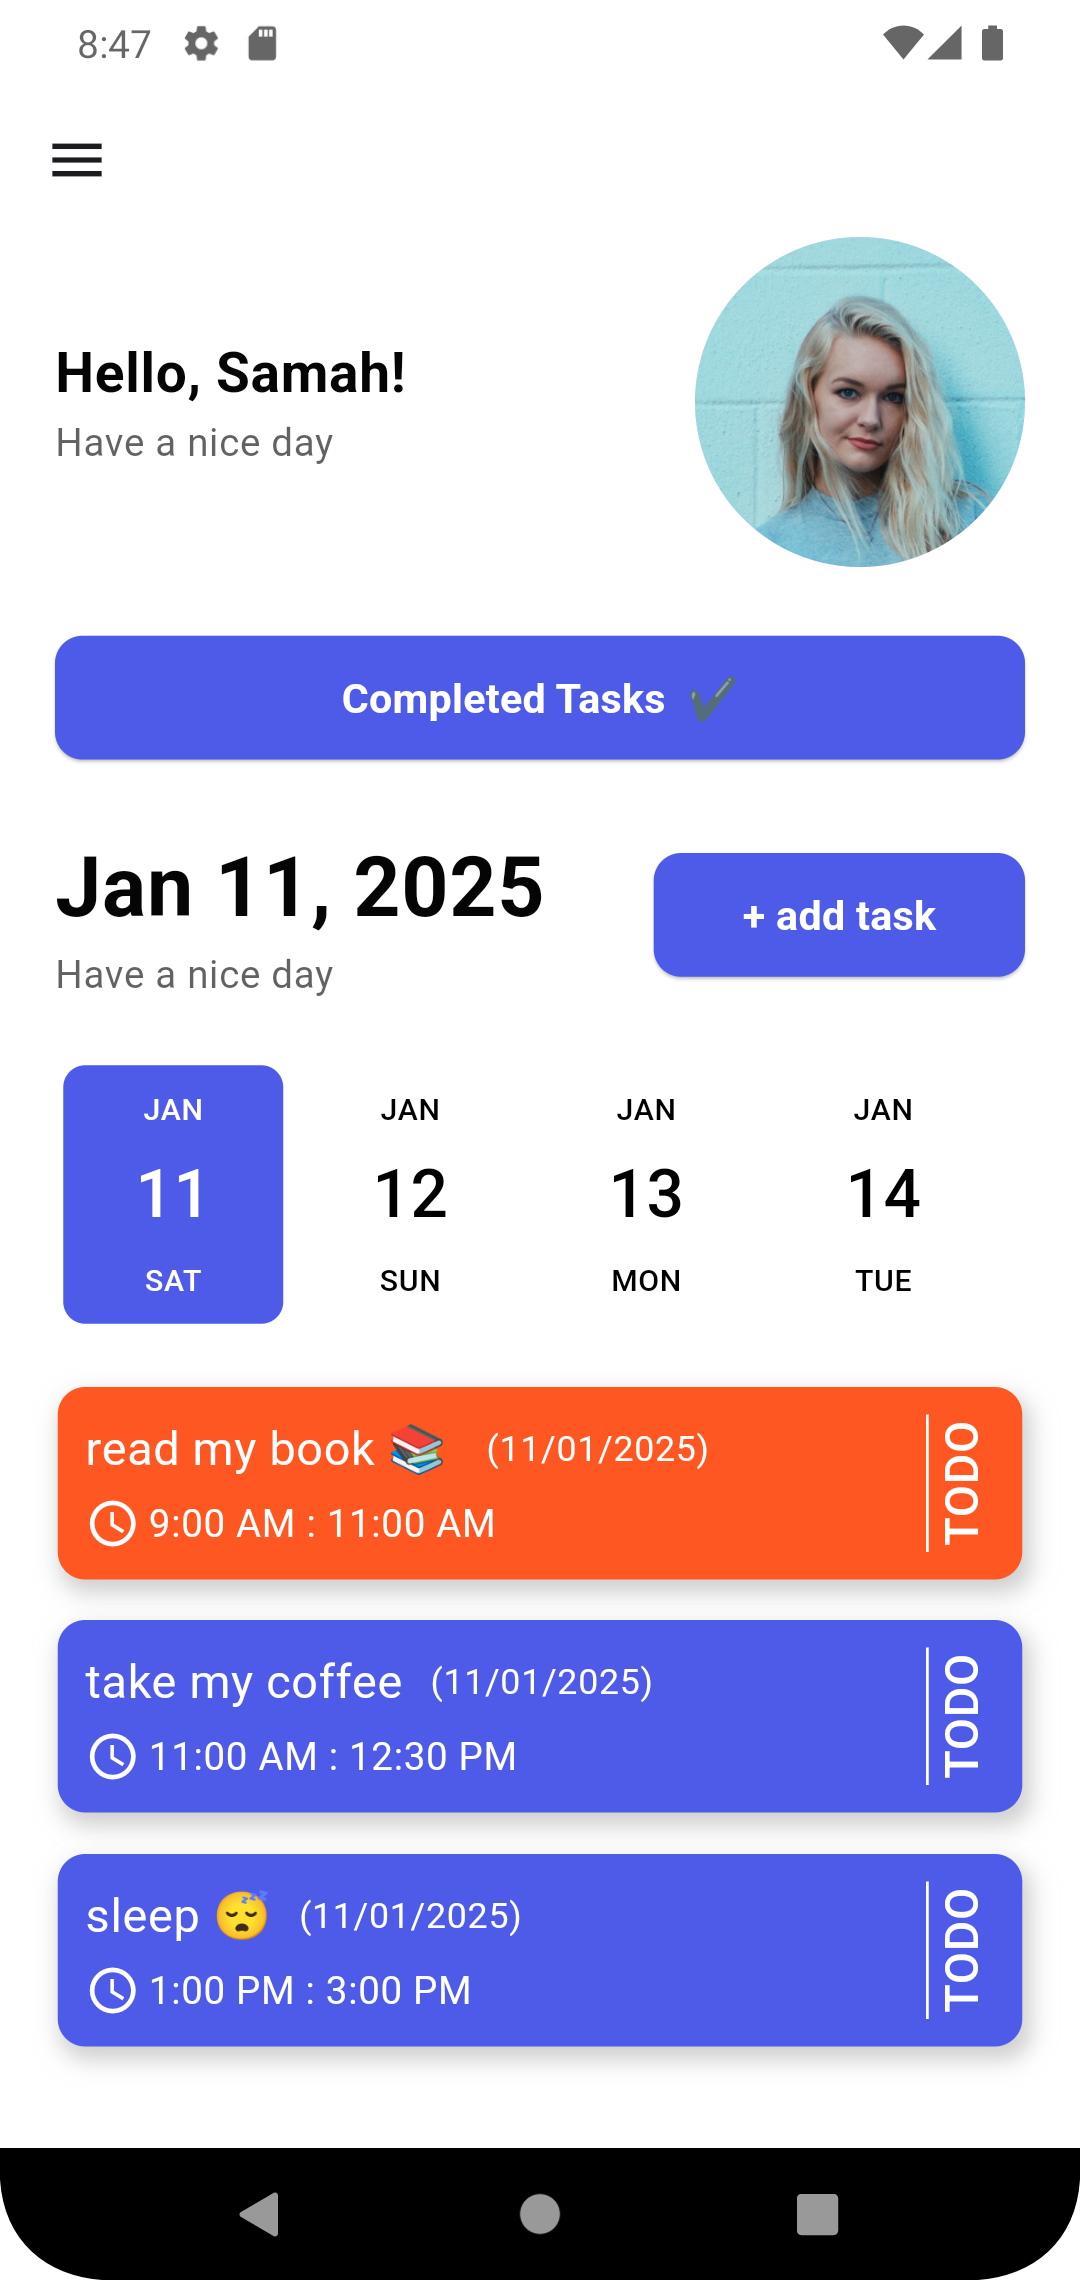 8:47
Hello, Samah!
Have a nice day
Completed Tasks ✔️
Jan 11, 2025
Have a nice day
+ add task
JAN JAN JAN JAN
11 12 13 14
SAT SUN MON TUE
read my book 📚 (11/01/2025)
9:00 AM : 11:00 AM
TODO
take my coffee (11/01/2025)
11:00 AM : 12:30 PM
TODO
sleep 😴 (11/01/2025)
1:00 PM : 3:00 PM
TODO